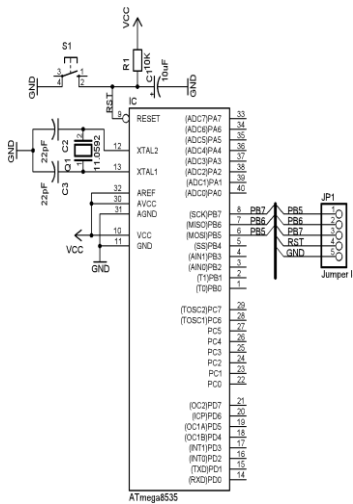 VCC
S1
R1
10K
C1
10uF
GND
3 4
2 1
GND
RST
IC
9 RESET
22pF
C2
12 XTAL2
GND
Q1
11.0592
2
1
13 XTAL1
22pF
C3
32 AREF
30 AVCC
31 AGND
10 VCC
11 GND
VCC
GND
(ADC7)PA7 33
(ADC6)PA6 34
(ADC5)PA5 35
(ADC4)PA4 36
(ADC3)PA3 37
(ADC2)PA2 38
(ADC1)PA1 39
(ADC0)PA0 40
(SCK)PB7 8 PB7
(MISO)PB6 7 PB6
(MOSI)PB5 6 PB5
(SS)PB4 5
(AIN1)PB3 4
(AIN0)PB2 3
(T1)PB1 2
(T0)PB0 1
JP1
PB5 1
PB6 2
PB7 3
RST 4
GND 5
Jumper I
(TOSC2)PC7 29
(TOSC1)PC6 28
PC5 27
PC4 26
PC3 25
PC2 24
PC1 23
PC0 22
(OC2)PD7 21
(ICP)PD6 20
(OC1A)PD5 19
(OC1B)PD4 18
(INT1)PD3 17
(INT0)PD2 16
(TXD)PD1 15
(RXD)PD0 14
ATmega8535